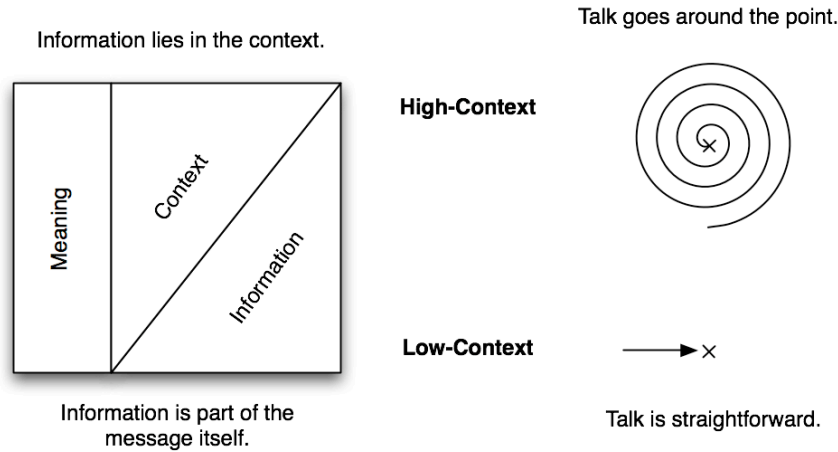 Talk goes around the point.
Information lies in the context.
High-Context
Context
Meaning
Information
Low-Context
Information is part of the
message itself.
Talk is straightforward.